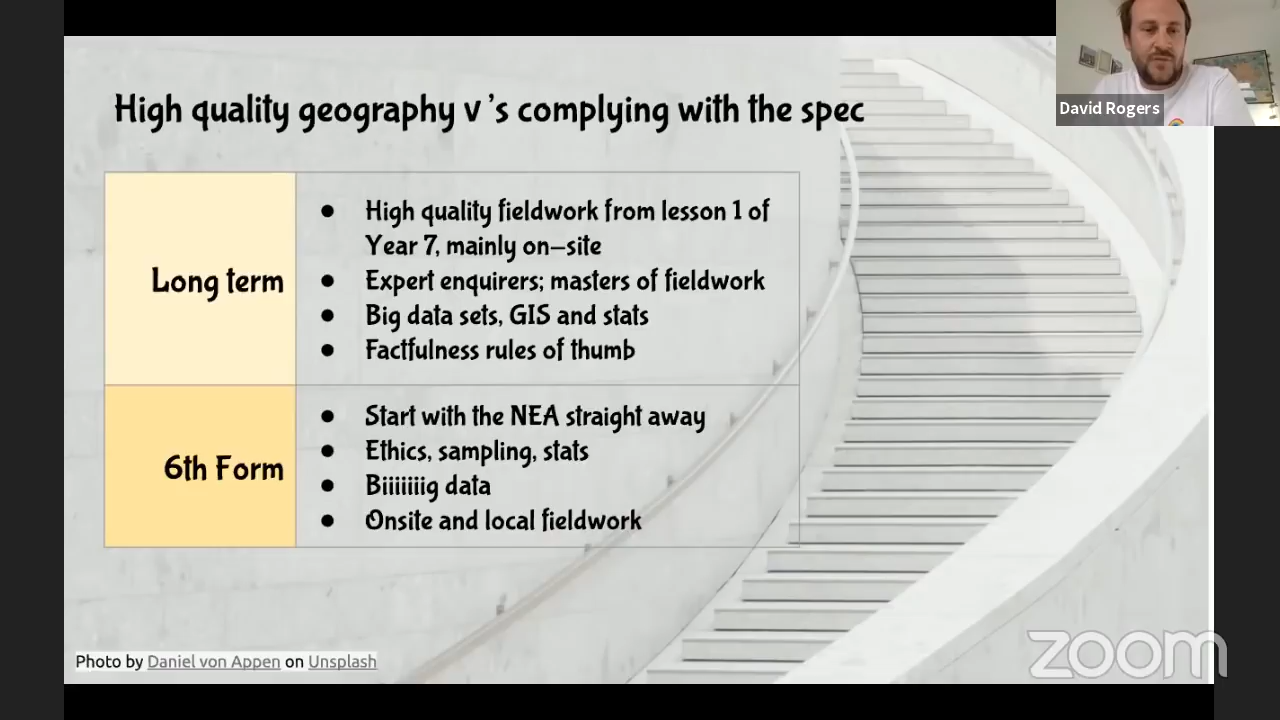 David Rogers
High quality geography v 's complying with the spec
Long term
● High quality fieldwork from lesson 1 of
Year 7, mainly on-site
● Expert enquirers; masters of fieldwork
● Big data sets, GIS and stats
● Factfulness rules of thumb
6th Form
● Start with the NEA straight away
● Ethics, sampling, stats
● Biiiiiiig data
● Onsite and local fieldwork
Photo by Daniel von Appen on Unsplash
zoom